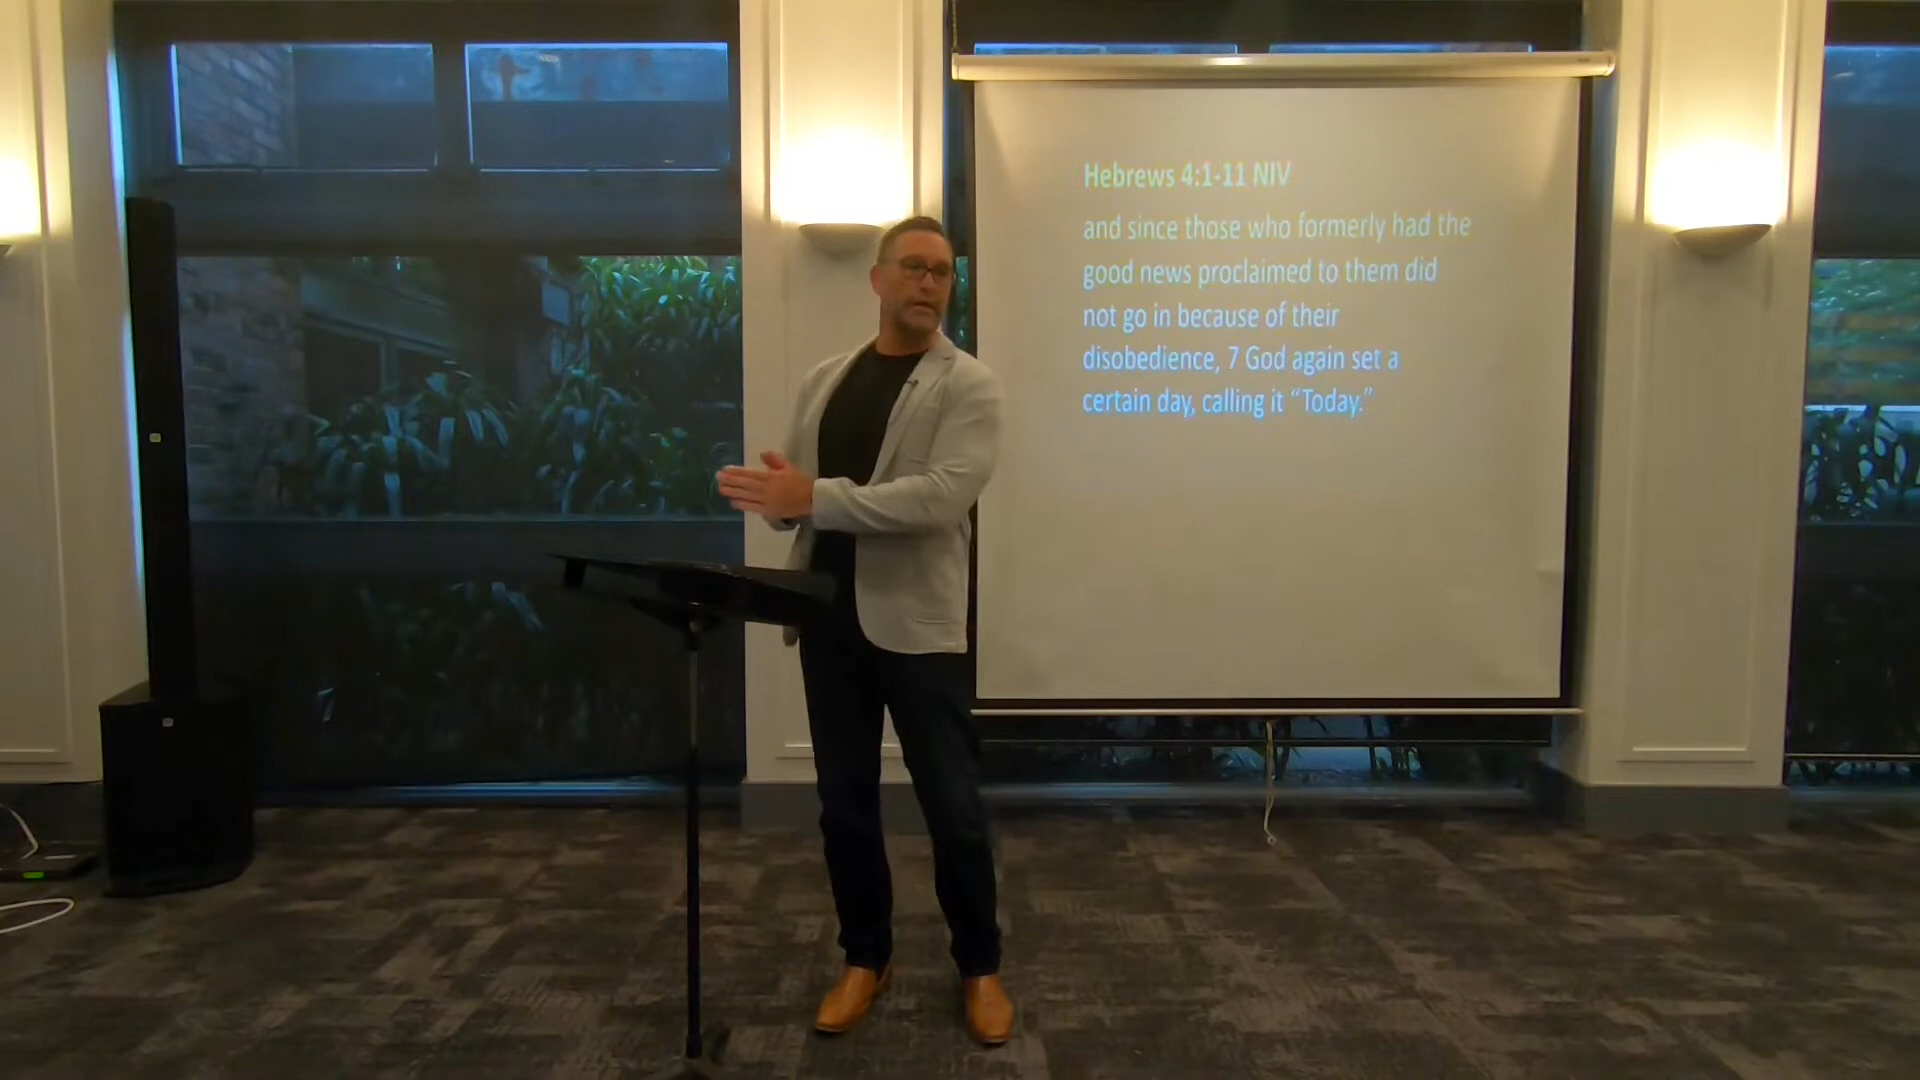 Hebrews 4:1-11 NIV
and since those who formerly had the
good news proclaimed to them did
not go in because of their
disobedience, 7 God again set a
certain day, calling it “Today.”